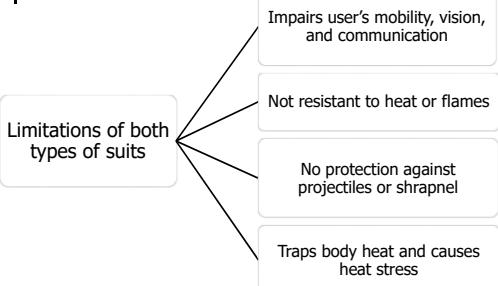 Impairs user's mobility, vision,
and communication
Not resistant to heat or flames
Limitations of both
types of suits
No protection against
projectiles or shrapnel
Traps body heat and causes
heat stress